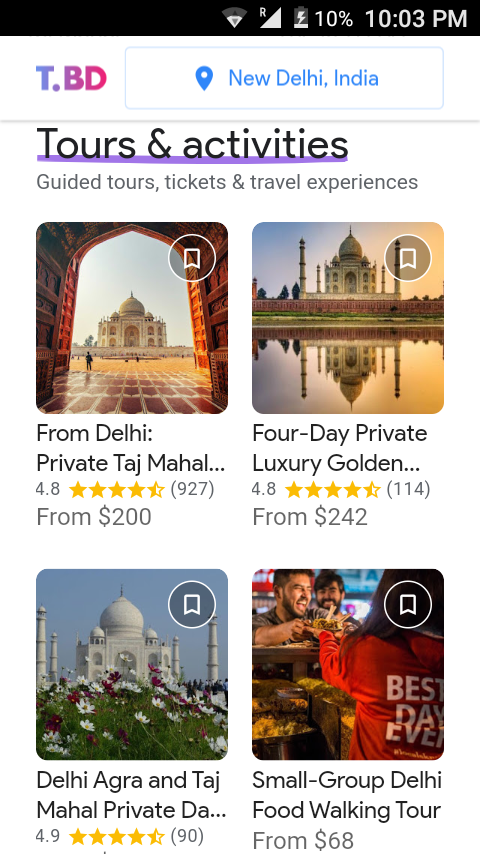 R 10% 10:03 PM
T.BD
New Delhi, India
Tours & activities
Guided tours, tickets & travel experiences
From Delhi:
Private Taj Mahal...
4.8 (927)
From $200
Four-Day Private
Luxury Golden...
4.8 (114)
From $242
BEST
DAY
EVER
Delhi Agra and Taj
Mahal Private Da...
4.9 (90)
Small-Group Delhi
Food Walking Tour
From $68